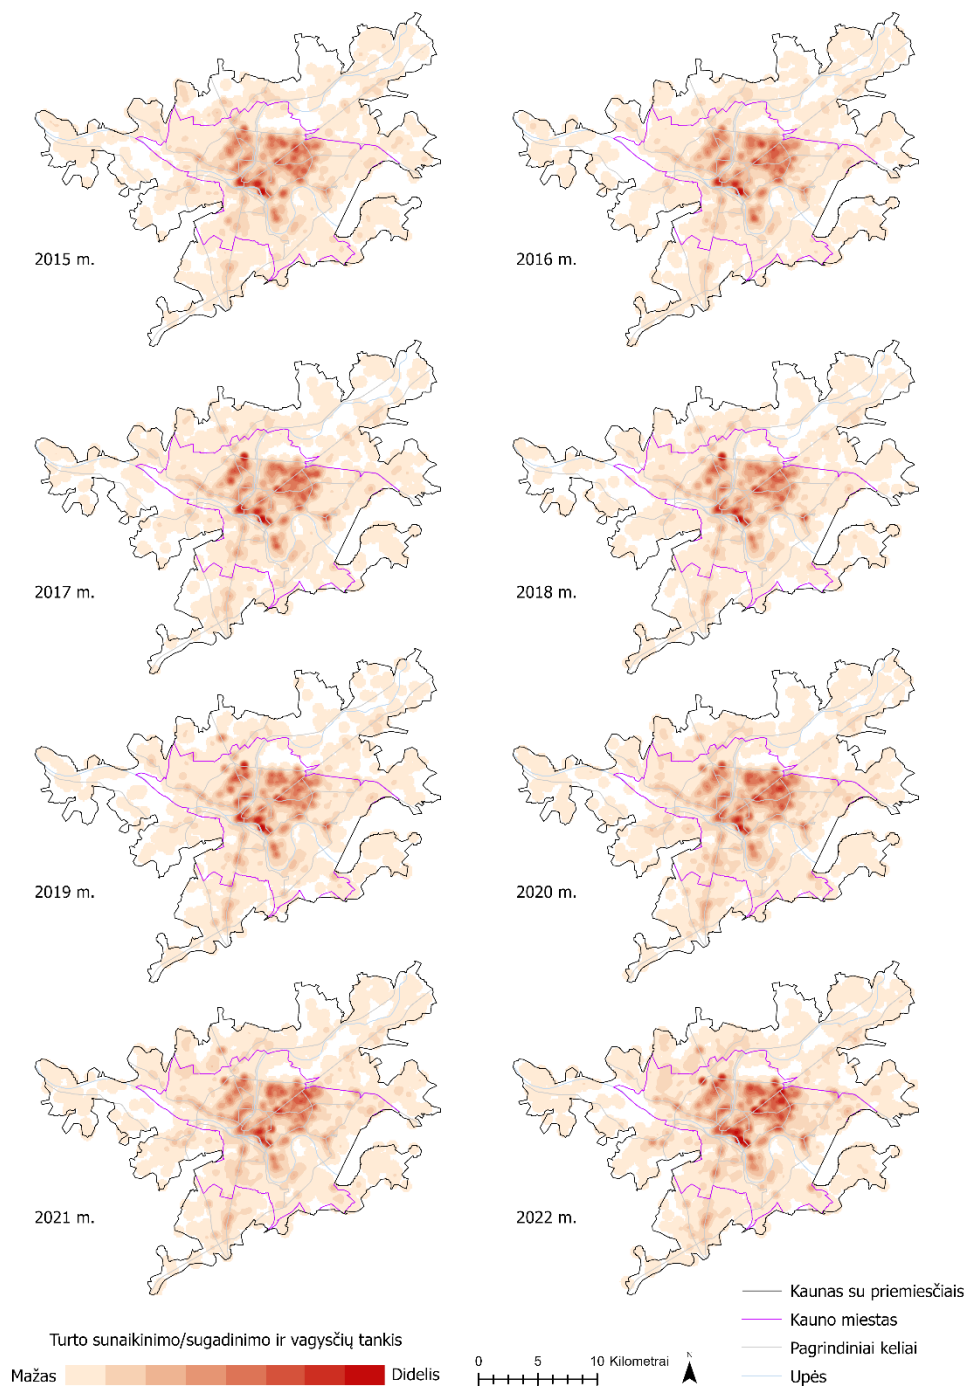 2015 m.
2016 m.
2017 m.
2018 m.
2019 m.
2020 m.
2021 m.
2022 m.
Turto sunaikinimo/sugadinimo ir vagysčių tankis
Mažas
Didelis
0 5 10 Kilometrai
N
Kaunas su priemiesčiais
Kauno miestas
Pagrindiniai keliai
Upės